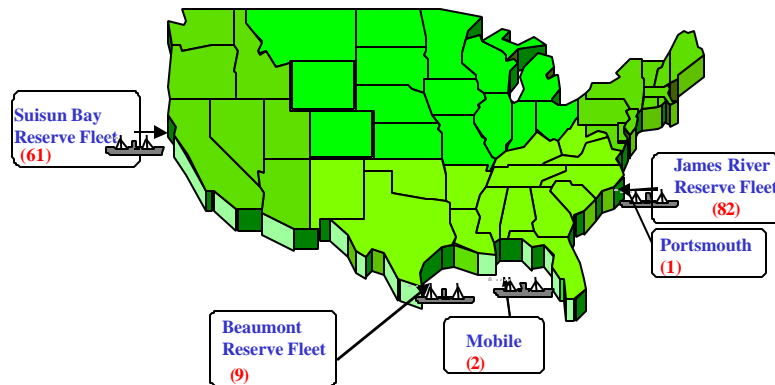 Suisun Bay
Reserve Fleet
(61)
James River
Reserve Fleet
(82)
Portsmouth
(1)
Beaumont
Reserve Fleet
(9)
Mobile
(2)